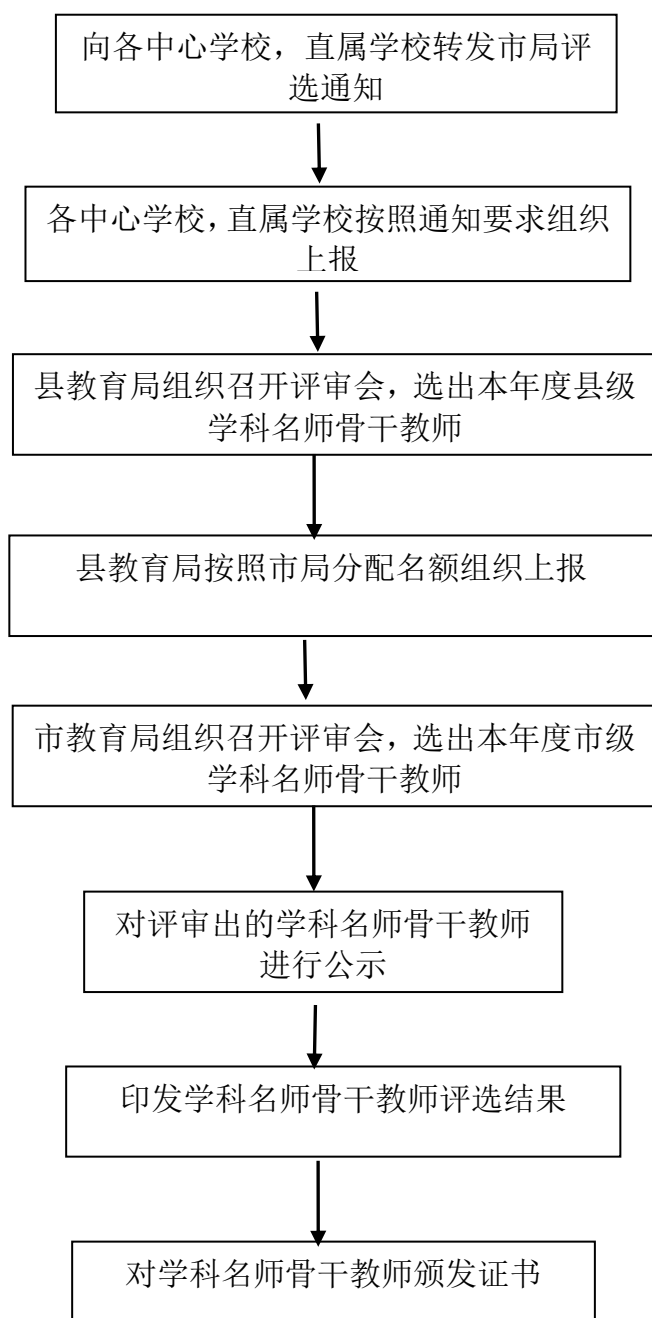 向各中心学校，直属学校转发市局评
选通知
各中心学校，直属学校按照通知要求组织
上报
县教育局组织召开评审会，选出本年度县级
学科名师骨干教师
县教育局按照市局分配名额组织上报
市教育局组织召开评审会，选出本年度市级
学科名师骨干教师
对评审出的学科名师骨干教师
进行公示
印发学科名师骨干教师评选结果
对学科名师骨干教师颁发证书